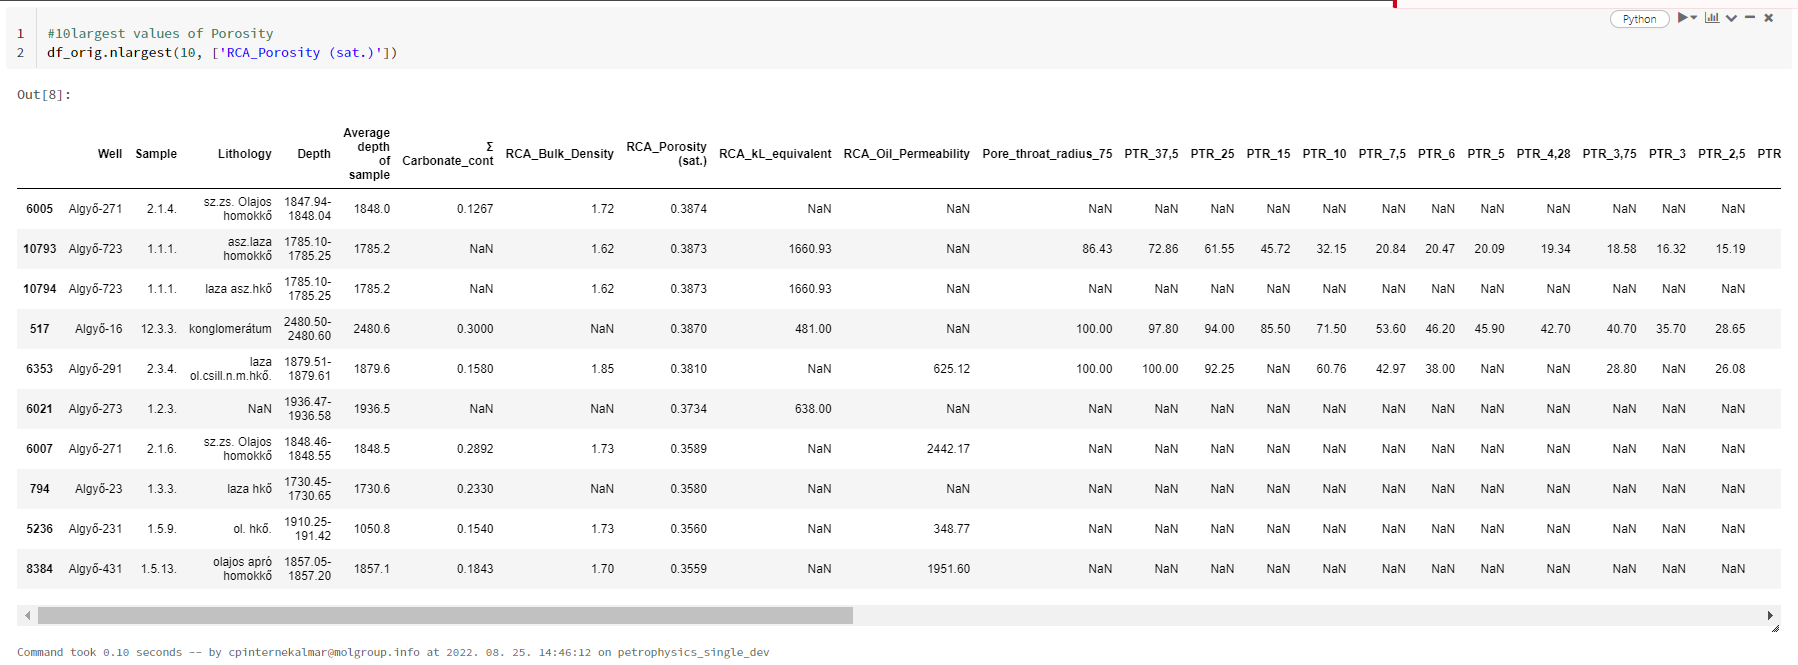 Python
1 #10largest values of Porosity
2 df_orig.nlargest(10, ['RCA_Porosity (sat.)'])
Out[8]:
Well Sample Lithology Depth Average depth of sample Σ Carbonate_cont RCA_Bulk_Density RCA_Porosity (sat.) RCA_kL_equivalent RCA_Oil_Permeability Pore_throat_radius_75 PTR_37,5 PTR_25 PTR_15 PTR_10 PTR_7,5 PTR_6 PTR_5 PTR_4,28 PTR_3,75 PTR_3 PTR_2,5 PTR
6005 Algyő-271 2.1.4. sz.zs. Olajos homokkő 1847.94-1848.04 1848.0 0.1267 1.72 0.3874 NaN NaN NaN NaN NaN NaN NaN NaN NaN NaN NaN NaN NaN NaN
10793 Algyő-723 1.1.1. asz.laza homokkő 1785.10-1785.25 1785.2 NaN 1.62 0.3873 1660.93 NaN 86.43 72.86 61.55 45.72 32.15 20.84 20.47 20.09 19.34 18.58 16.32 15.19
10794 Algyő-723 1.1.1. laza asz.hkő 1785.10-1785.25 1785.2 NaN 1.62 0.3873 1660.93 NaN NaN NaN NaN NaN NaN NaN NaN NaN NaN NaN NaN NaN
517 Algyő-16 12.3.3. konglomerátum 2480.50-2480.60 2480.6 0.3000 NaN 0.3870 481.00 NaN 100.00 97.80 94.00 85.50 71.50 53.60 46.20 45.90 42.70 40.70 35.70 28.65
6353 Algyő-291 2.3.4. laza ol.csill.n.m.hkő. 1879.51-1879.61 1879.6 0.1580 1.85 0.3810 NaN 625.12 100.00 100.00 92.25 NaN 60.76 42.97 38.00 NaN NaN 28.80 NaN 26.08
6021 Algyő-273 1.2.3. NaN 1936.47-1936.58 1936.5 NaN NaN 0.3734 638.00 NaN NaN NaN NaN NaN NaN NaN NaN NaN NaN NaN NaN NaN
6007 Algyő-271 2.1.6. sz.zs. Olajos homokkő 1848.46-1848.55 1848.5 0.2892 1.73 0.3589 NaN 2442.17 NaN NaN NaN NaN NaN NaN NaN NaN NaN NaN NaN NaN
794 Algyő-23 1.3.3. laza hkő 1730.45-1730.65 1730.6 0.2330 NaN 0.3580 NaN NaN NaN NaN NaN NaN NaN NaN NaN NaN NaN NaN NaN NaN
5236 Algyő-231 1.5.9. ol. hkő. 1910.25-191.42 1050.8 0.1540 1.73 0.3560 NaN 348.77 NaN NaN NaN NaN NaN NaN NaN NaN NaN NaN NaN NaN
8384 Algyő-431 1.5.13. olajos apró homokkő 1857.05-1857.20 1857.1 0.1843 1.70 0.3559 NaN 1951.60 NaN NaN NaN NaN NaN NaN NaN NaN NaN NaN NaN NaN
Command took 0.10 seconds -- by cpinternekalmar@molgroup.info at 2022. 08. 25. 14:46:12 on petrophysics_single_dev